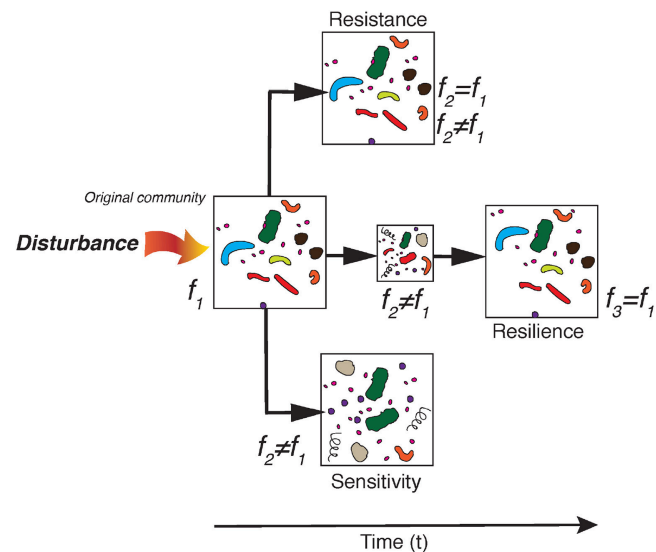 Resistance
f₂=f₁
f₂≠f₁
Original community
Disturbance
f₁
f₂≠f₁
f₃=f₁
Resilience
f₂≠f₁
Sensitivity
Time (t)